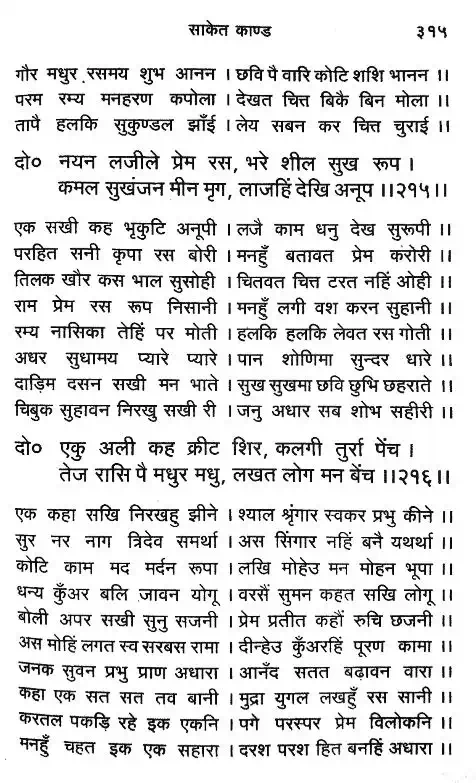 साकेत काण्ड ३१५
गौर मधुर रसमय शुभ आनन । छवि पै वारि कोटि शशि भानन ।।
परम रम्य मनहरण कपोला । देखत चित्त बिकै बिन मोला ।।
तापै हलकि सुकुण्डल झाँई । लेय सबन कर चित्त चुराई ।।
दो० नयन लजीले प्रेम रस, भरे शील सुख रूप ।
कमल सुखंजन मीन मृग, लाजहिं देखि अनूप ।।२१५।।
एक सखी कह भृकुटि अनूपी । लजै काम धनु देख सुरूपी ।।
परहित सनी कृपा रस बोरी । मनहुँ बतावत प्रेम करोरी ।।
तिलक खौर कस भाल सुसोही । चितवत चित्त टरत नहिं ओही ।।
राम प्रेम रस रूप निसानी । मनहुँ लगी वश करन सुहानी ।।
रम्य नासिका तेहिं पर मोती । हलकि हलकि लेवत रस गोती ।।
अधर सुधामय प्यारे प्यारे । पान शोणिमा सुन्दर धारे ।।
दाड़िम दसन सखी मन भाते । सुख सुखमा छवि छुभि छहराते ।।
चिबुक सुहावन निरखु सखी री । जनु अधार सब शोभ सहीरी ।।
दो० एकु अली कह क्रीट शिर, कलगी तुर्रा पेंच ।
तेज रासि पै मधुर मधु, लखत लोग मन बेंच ।।२१६।।
एक कहा सखि निरखहु झीने । श्याल श्रृंगार स्वकर प्रभु कीने ।।
सुर नर नाग त्रिदेव समर्था । अस सिंगार नहिं बनै यथर्था ।।
कोटि काम मद मर्दन रूपा । लखि मोहेउ मन मोहन भूपा ।।
धन्य कुँअर बलि जावन योगू । वरसैं सुमन कहत सखि लोगू ।।
बोली अपर सखी सुनु सजनी । प्रेम प्रतीत कहौं रुचि छजनी ।।
अस मोहिं लगत स्व सरबस रामा । दीन्हेउ कुँअरहिं पूरण कामा ।।
जनक सुवन प्रभु प्राण अधारा । आनँद सतत बढ़ावन वारा ।।
कहा एक सत सत तव बानी । मुद्रा युगल लखहुँ रस सानी ।।
करतल पकड़ि रहे इक एकनि । पगे परस्पर प्रेम विलोकनि ।।
मनहुँ चहत इक एक सहारा । दरश परश हित बनहिं अधारा ।।